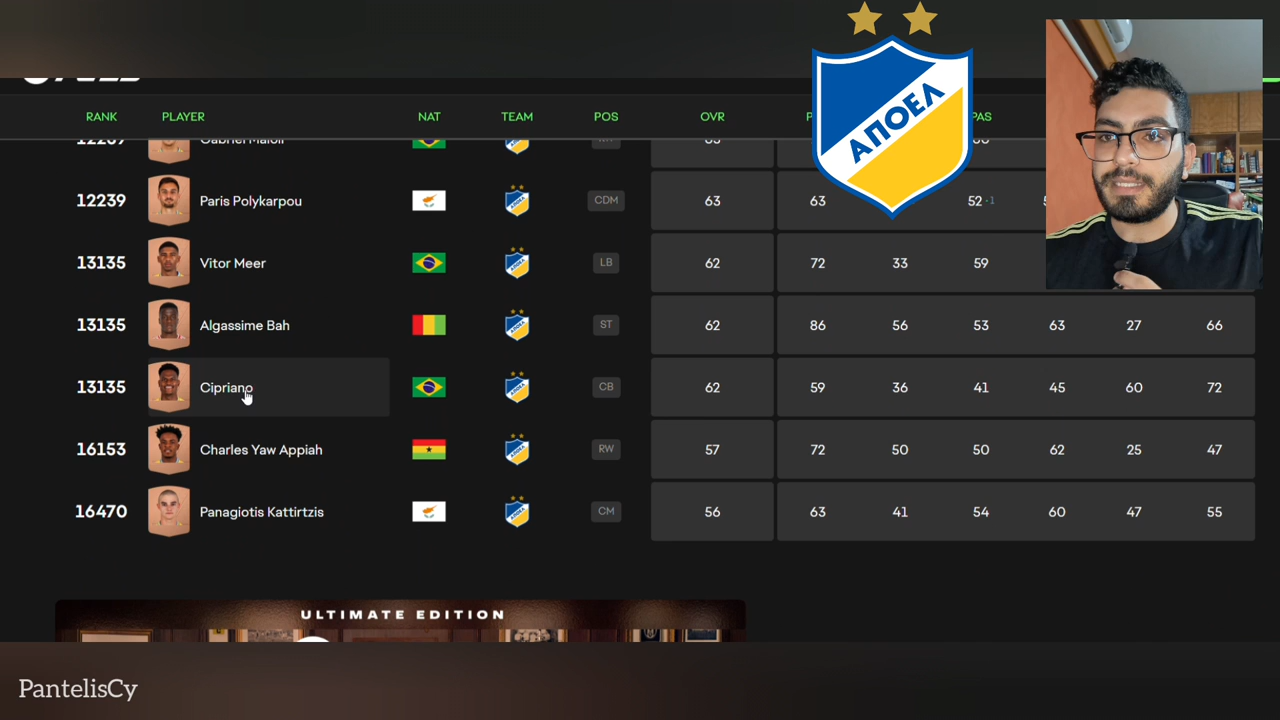 RANK PLAYER NAT TEAM POS OVR PAS
ΑΠΟΕΛ
12239 Paris Polykarpou CDM 63 63 52 -1
13135 Vitor Meer LB 62 72 33 59
13135 Algassime Bah ST 62 86 56 53 63 27 66
13135 Cipriano CB 62 59 36 41 45 60 72
16153 Charles Yaw Appiah RW 57 72 50 50 62 25 47
16470 Panagiotis Kattirtzis CM 56 63 41 54 60 47 55
ULTIMATE EDITION
PantelisCy